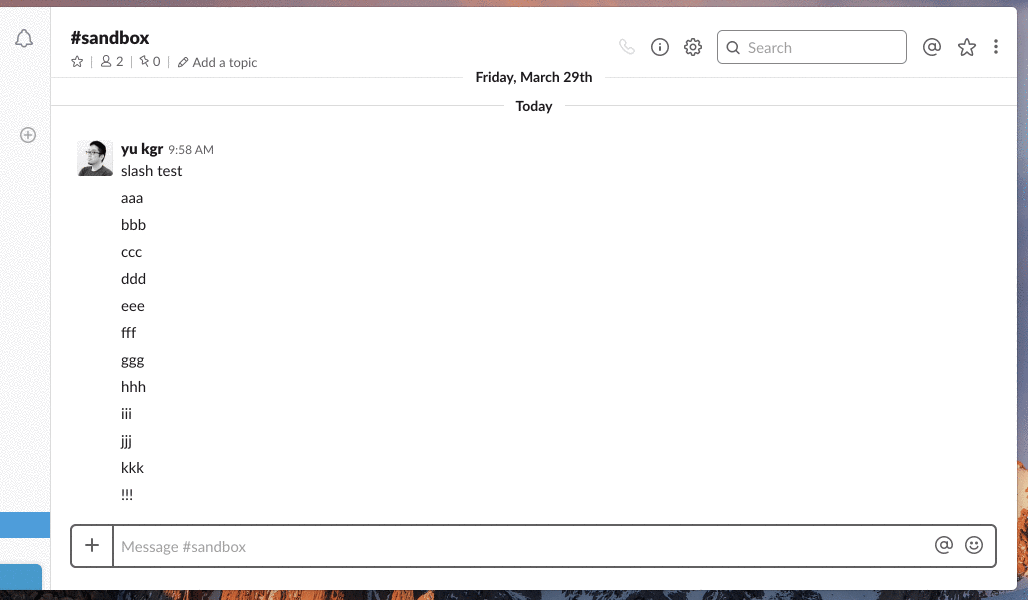 #sandbox
2 0 Add a topic
Search
Friday, March 29th
Today
yu kgr 9:58 AM
slash test
aaa
bbb
ccc
ddd
eee
fff
ggg
hhh
iii
jjj
kkk
!!!
Message #sandbox